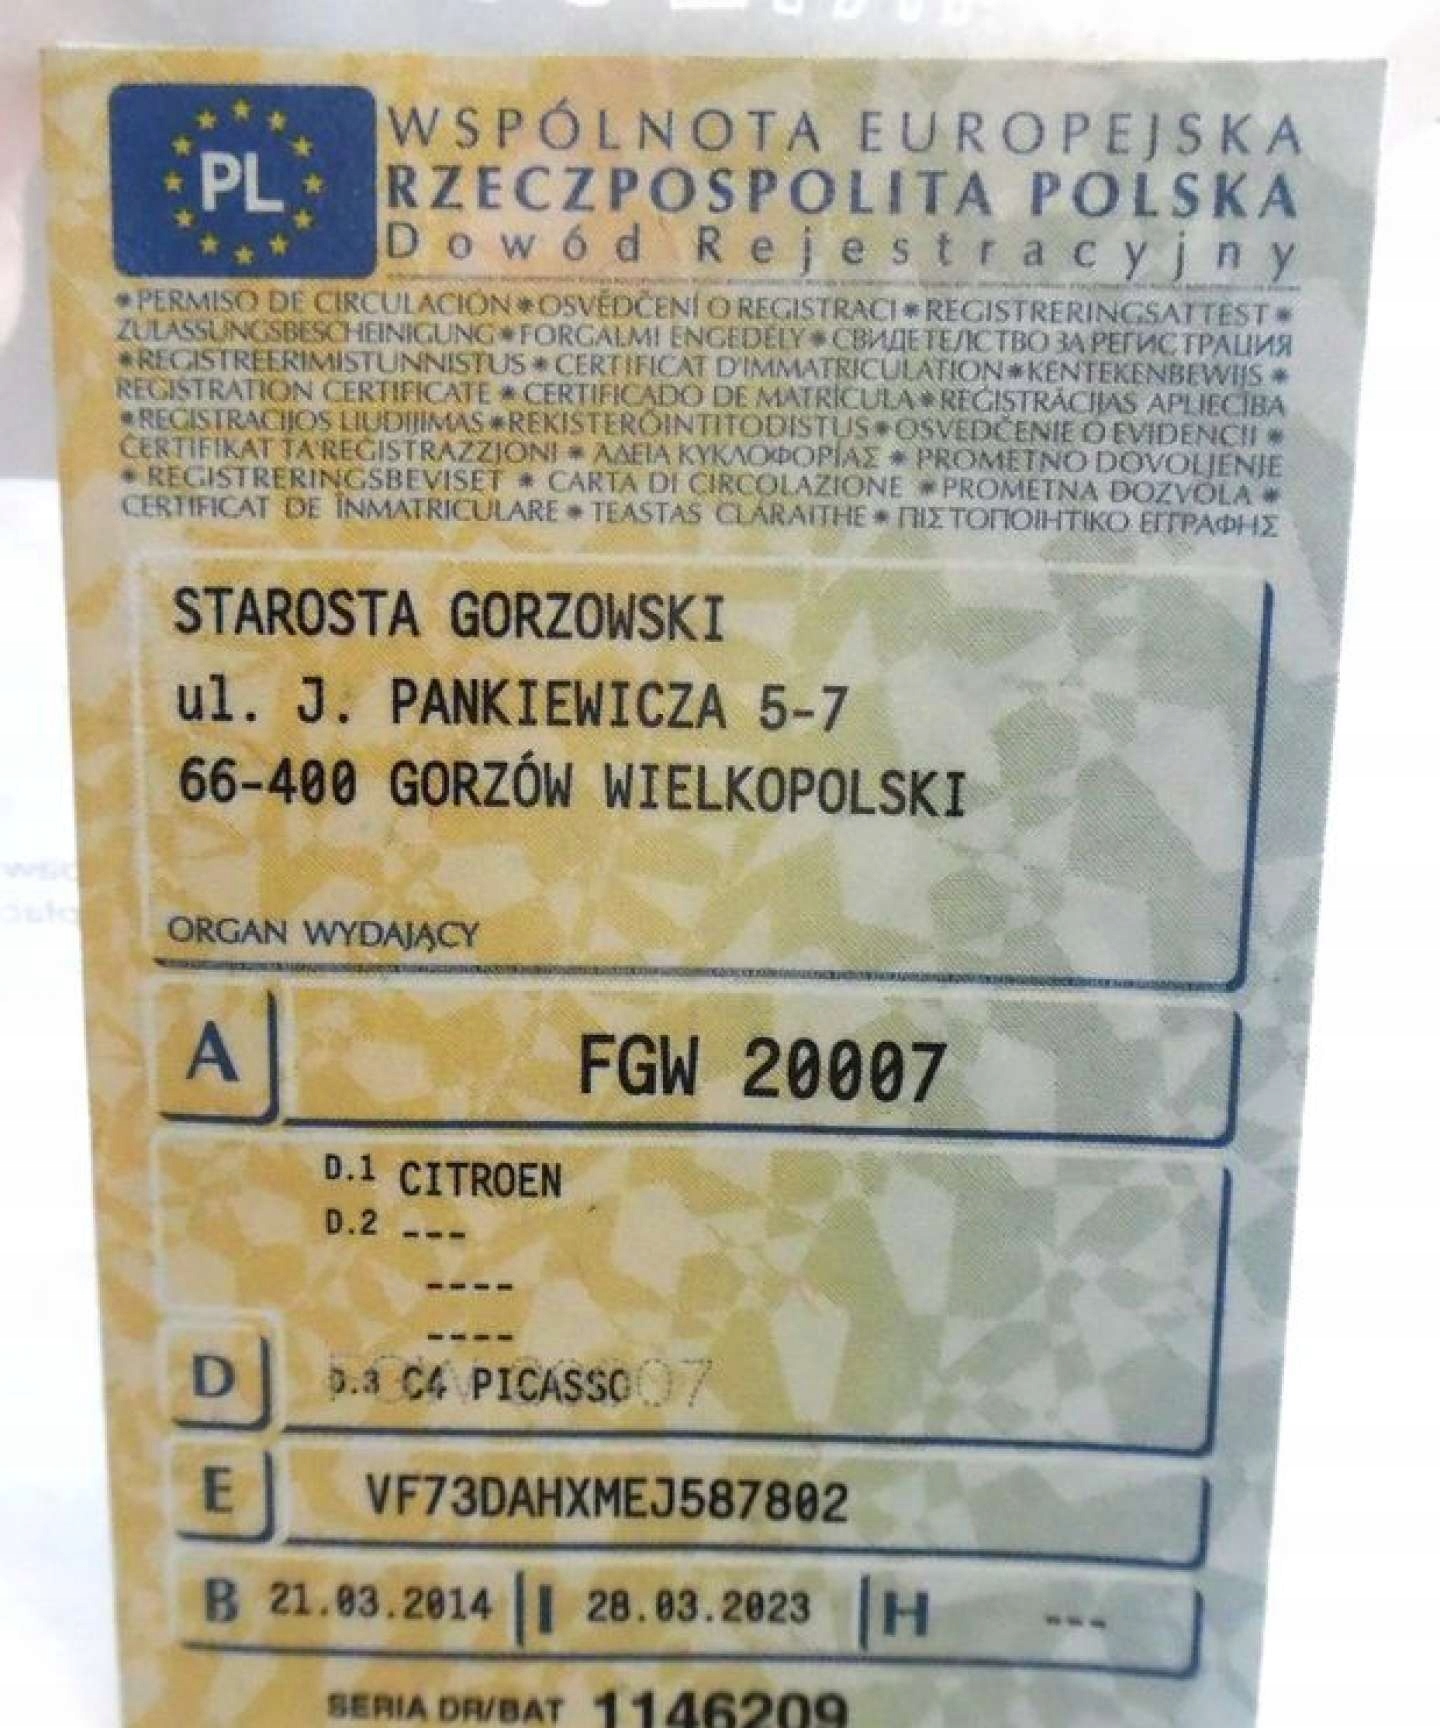 PL
WSPÓLNOTA EUROPEJSKA
RZECZPOSPOLITA POLSKA
Dowód Rejestracyjny
*PERMISO DE CIRCULACIÓN*OSVĔDČENÍ O REGISTRACI*REGISTRERINGSATTEST*
ZULASSUNGSBESCHEINIGUNG*FORGALMI ENGEDÉLY*СВИДЕТЕЛСТВО ЗА РЕГИСТРАЦИЯ
*REGISTREERIMISTUNNISTUS*CERTIFICAT D'IMMATRICULATION*KENTEKENBEWIJS*
REGISTRATION CERTIFICATE*CERTIFICADO DE MATRÍCULA*REĢISTRĀCIJAS APLIECĪBA
*REGISTRACIJOS LIUDIJIMAS*REKISTERÖINTITODISTUS*OSVEDČENIE O EVIDENCII*
ĊERTIFIKAT TA'REĠISTRAZZJONI*ΑΔΕΙΑ ΚΥΚΛΟΦΟΡΊΑΣ*PROMETNO DOVOLJENJE
*REGISTRERINGSBEVISET*CARTA DI CIRCOLAZIONE*PROMETNA DOZVOLA*
CERTIFICAT DE ÎNMATRICULARE*TEASTAS CLÁRAITHE*ΠΙΣΤΟΠΟΙΗΤΙΚΟ ΕΓΓΡΑΦΗΣ
STAROSTA GORZOWSKI
ul. J. PANKIEWICZA 5-7
66-400 GORZÓW WIELKOPOLSKI
ORGAN WYDAJĄCY
A FGW 20007
D.1 CITROEN
D.2 ---
----
----
D D.3 C4 PICASSO
E VF73DAHXMEJ587802
B 21.03.2014 I 28.03.2023 H ---
SERIA DR/BAT 1146209